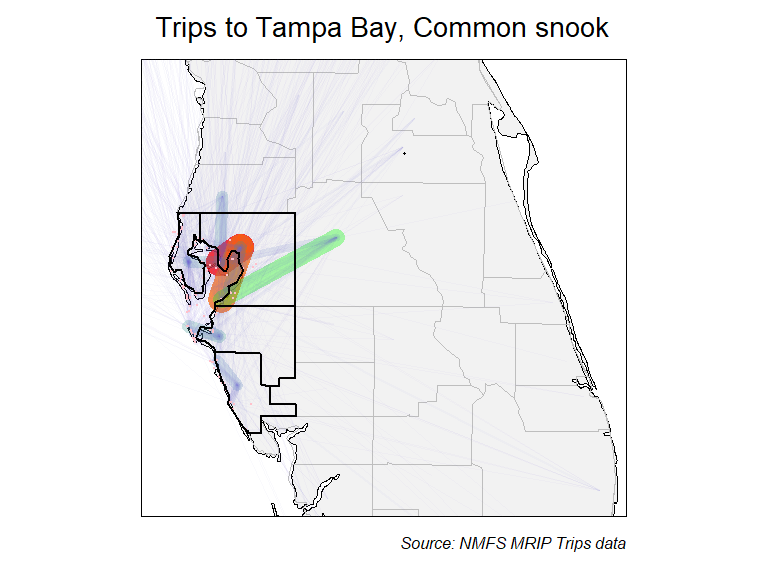 Trips to Tampa Bay, Common snook
Source: NMFS MRIP Trips data